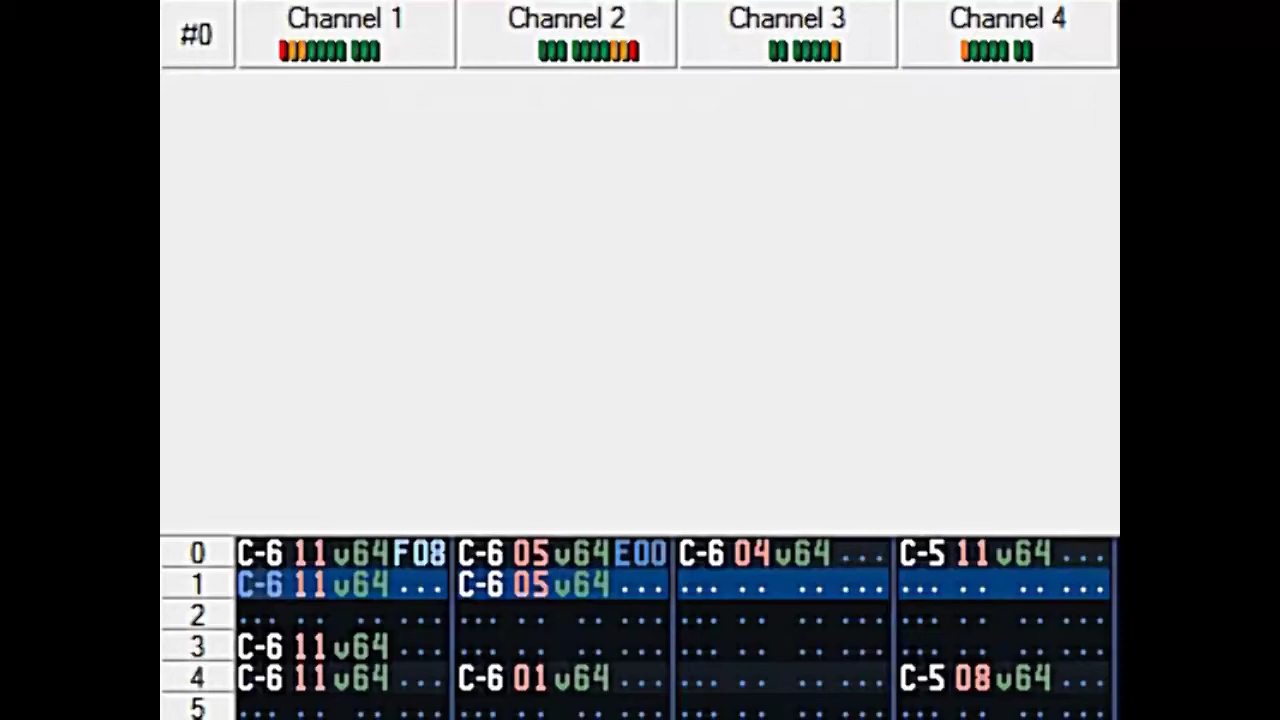 #0 Channel 1 Channel 2 Channel 3 Channel 4
0 C-6 11 v64 F08 C-6 05 v64 E00 C-6 04 v64 ... C-5 11 v64 ...
1 C-6 11 v64 ... C-6 05 v64 ... ... .. .. ... ... .. .. ...
2 ... .. .. ... ... .. .. ... ... .. .. ... ... .. .. ...
3 C-6 11 v64 ... .. .. ... ... .. .. ... ... .. .. ...
4 C-6 11 v64 ... C-6 01 v64 ... ... .. .. ... C-5 08 v64 ...
5 ... .. .. ... ... .. .. ... ... .. .. ... ... .. .. ...